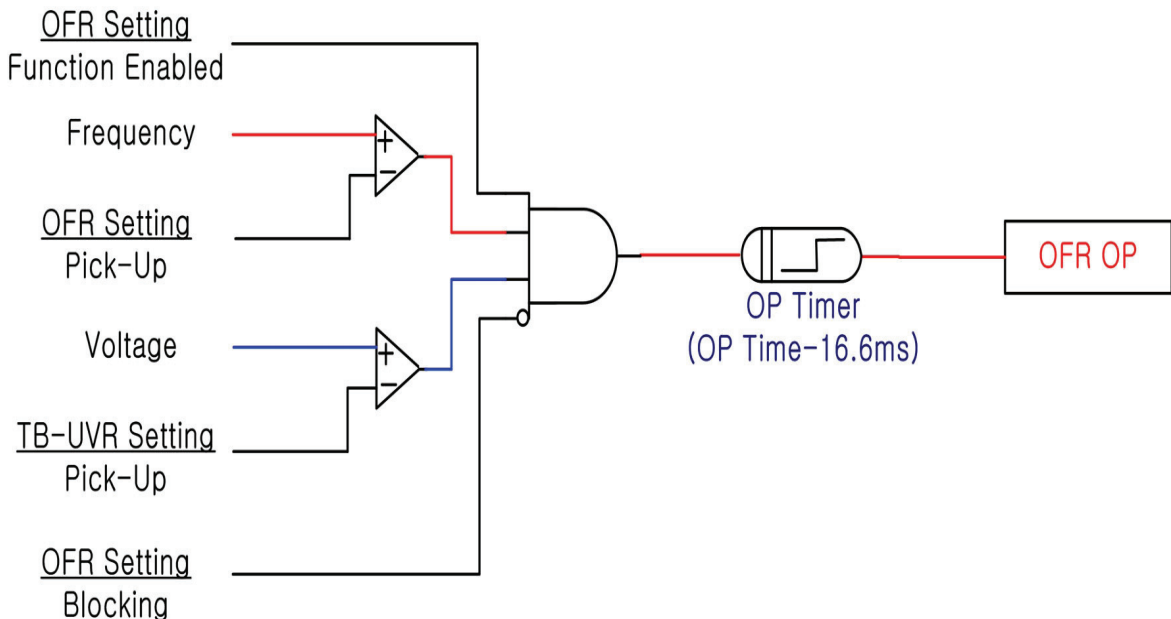 OFR Setting
Function Enabled
Frequency
+
−
OFR Setting
Pick-Up
OFR OP
OP Timer
(OP Time-16.6ms)
Voltage
+
−
TB-UVR Setting
Pick-Up
OFR Setting
Blocking